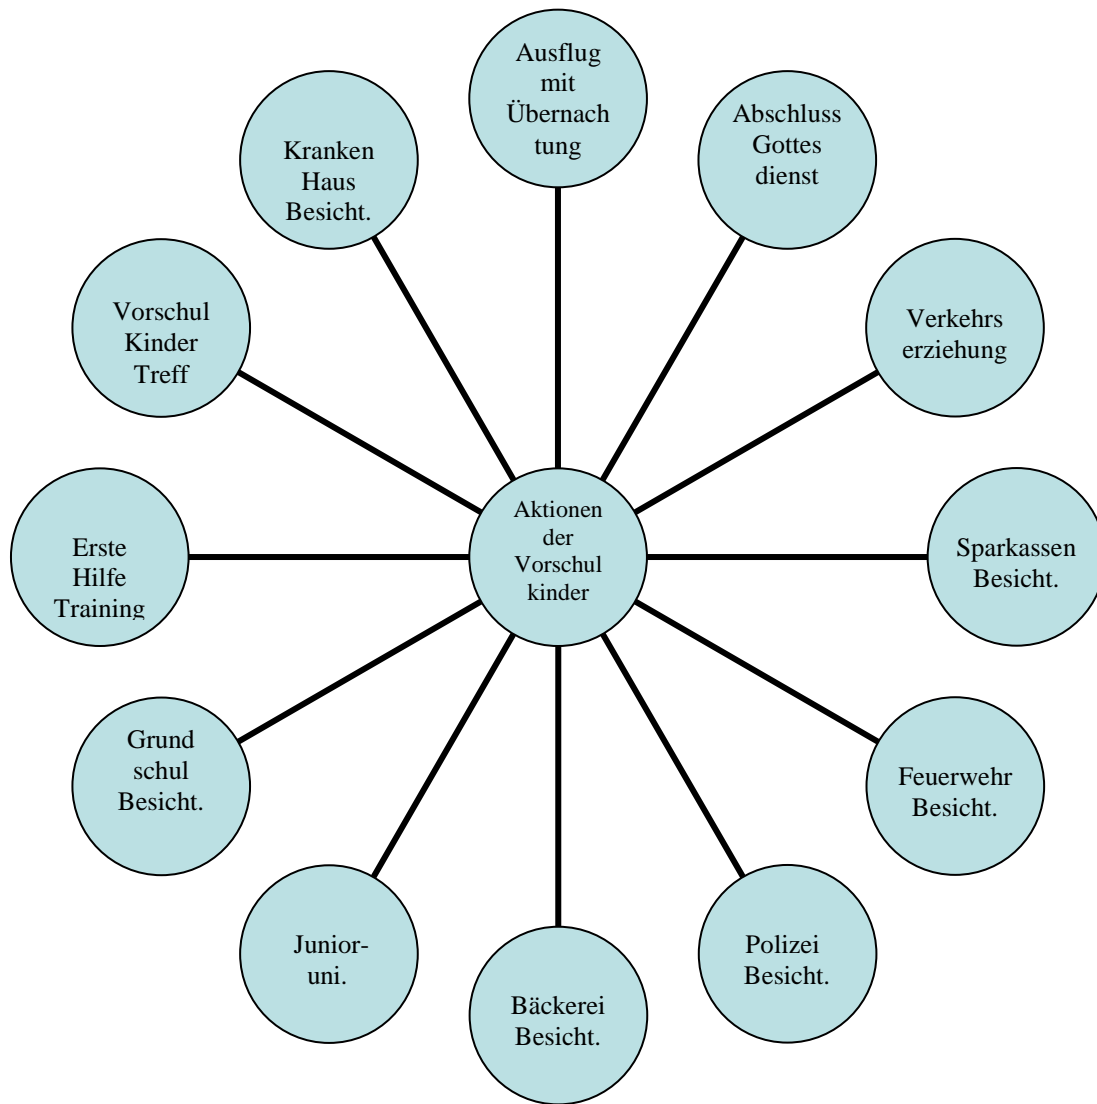 Ausflug
mit
Übernach
tung
Abschluss
Gottes
dienst
Verkehrs
erziehung
Sparkassen
Besicht.
Feuerwehr
Besicht.
Polizei
Besicht.
Bäckerei
Besicht.
Junior-
uni.
Grund
schul
Besicht.
Erste
Hilfe
Training
Vorschul
Kinder
Treff
Kranken
Haus
Besicht.
Aktionen
der
Vorschul
kinder